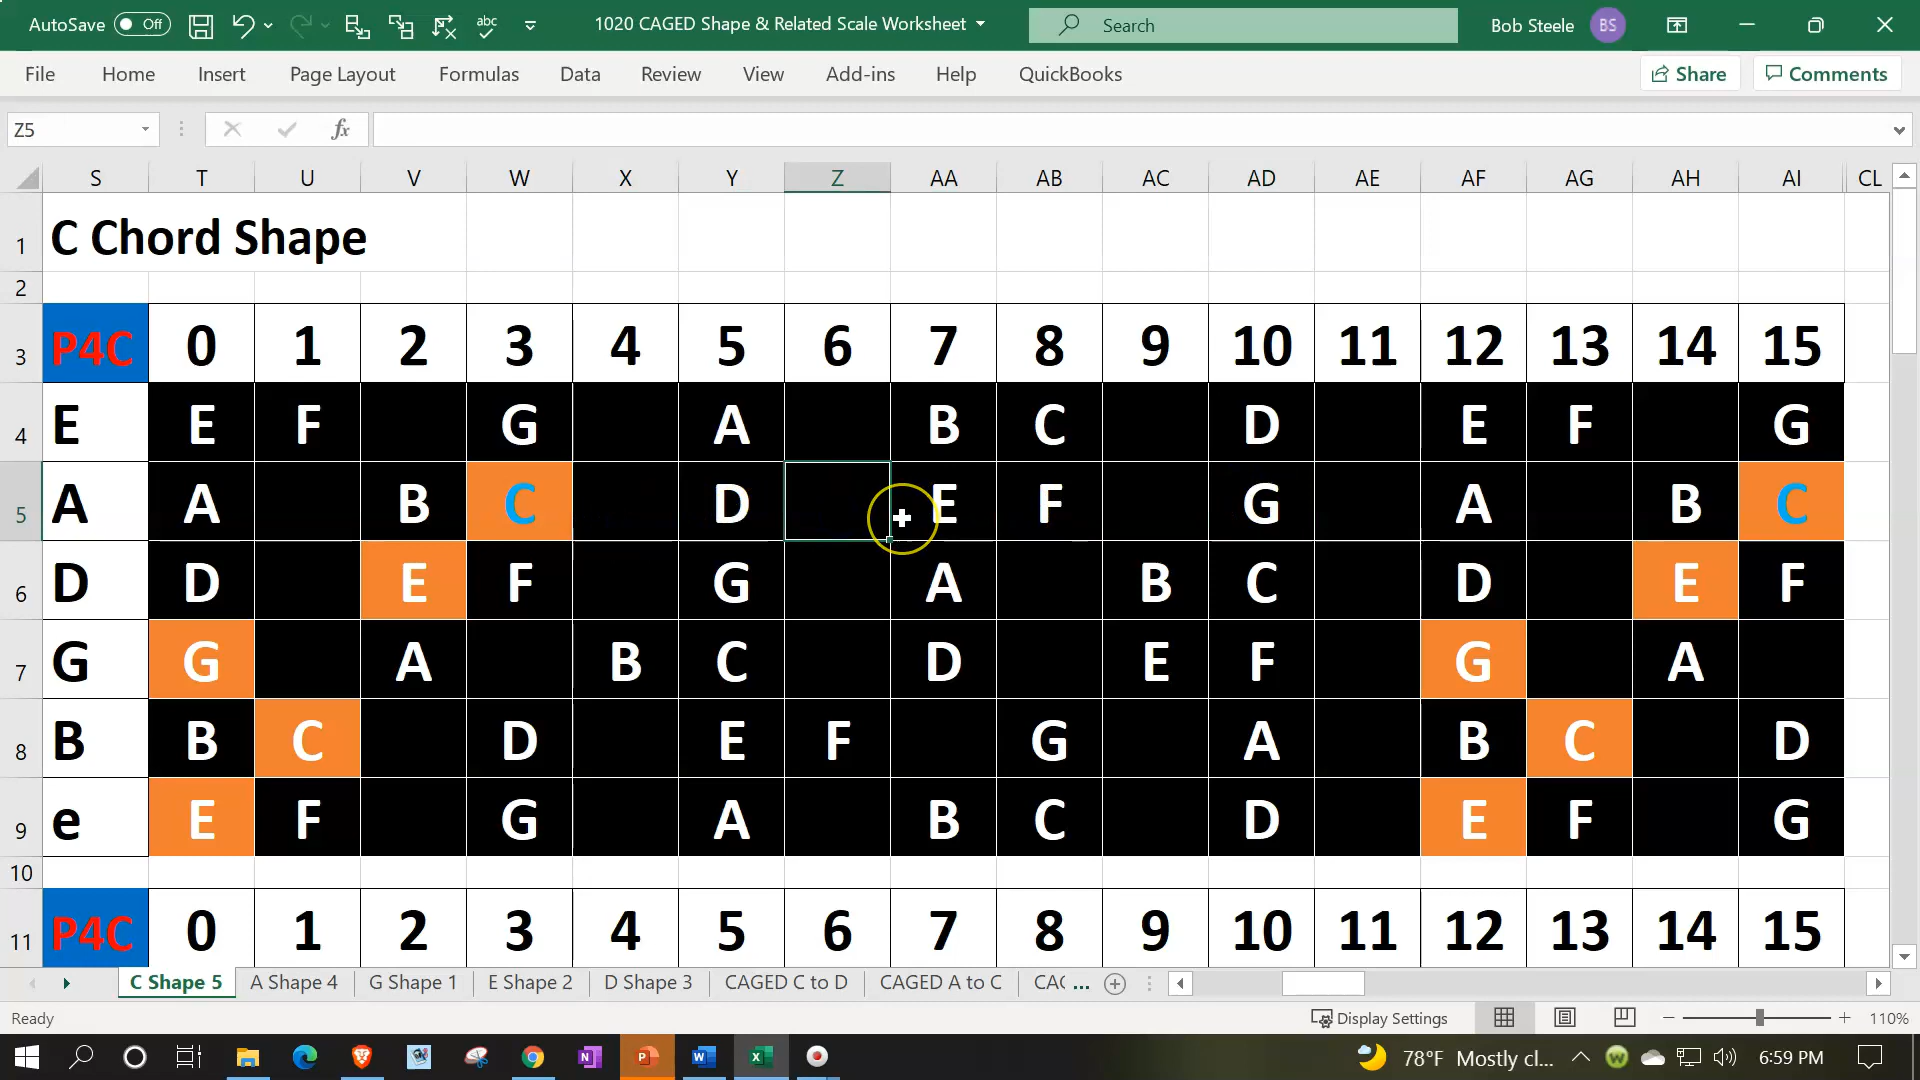 AutoSave Off abc 1020 CAGED Shape & Related Scale Worksheet Search Bob Steele BS
File Home Insert Page Layout Formulas Data Review View Add-ins Help QuickBooks Share Comments
Z5 fx
S T U V W X Y Z AA AB AC AD AE AF AG AH AI CL
1 C Chord Shape
2
3 P4C 0 1 2 3 4 5 6 7 8 9 10 11 12 13 14 15
4 E E F G A B C D E F G
5 A A B C D E F G A B C
6 D D E F G A B C D E F
7 G G A B C D E F G A
8 B B C D E F G A B C D
9 e E F G A B C D E F G
10
11 P4C 0 1 2 3 4 5 6 7 8 9 10 11 12 13 14 15
C Shape 5 A Shape 4 G Shape 1 E Shape 2 D Shape 3 CAGED C to D CAGED A to C CAG ...
Ready Display Settings 110%
78°F Mostly cl... 6:59 PM